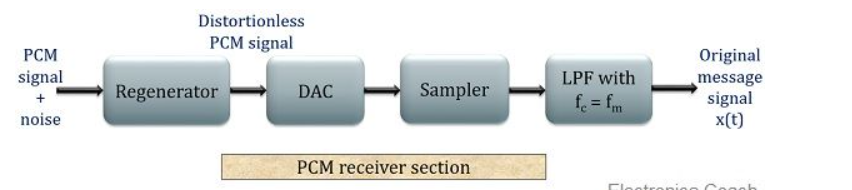 Distortionless
PCM signal
PCM
signal
+
noise
Regenerator
DAC
Sampler
LPF with
fc = fm
Original
message
signal
x(t)
PCM receiver section